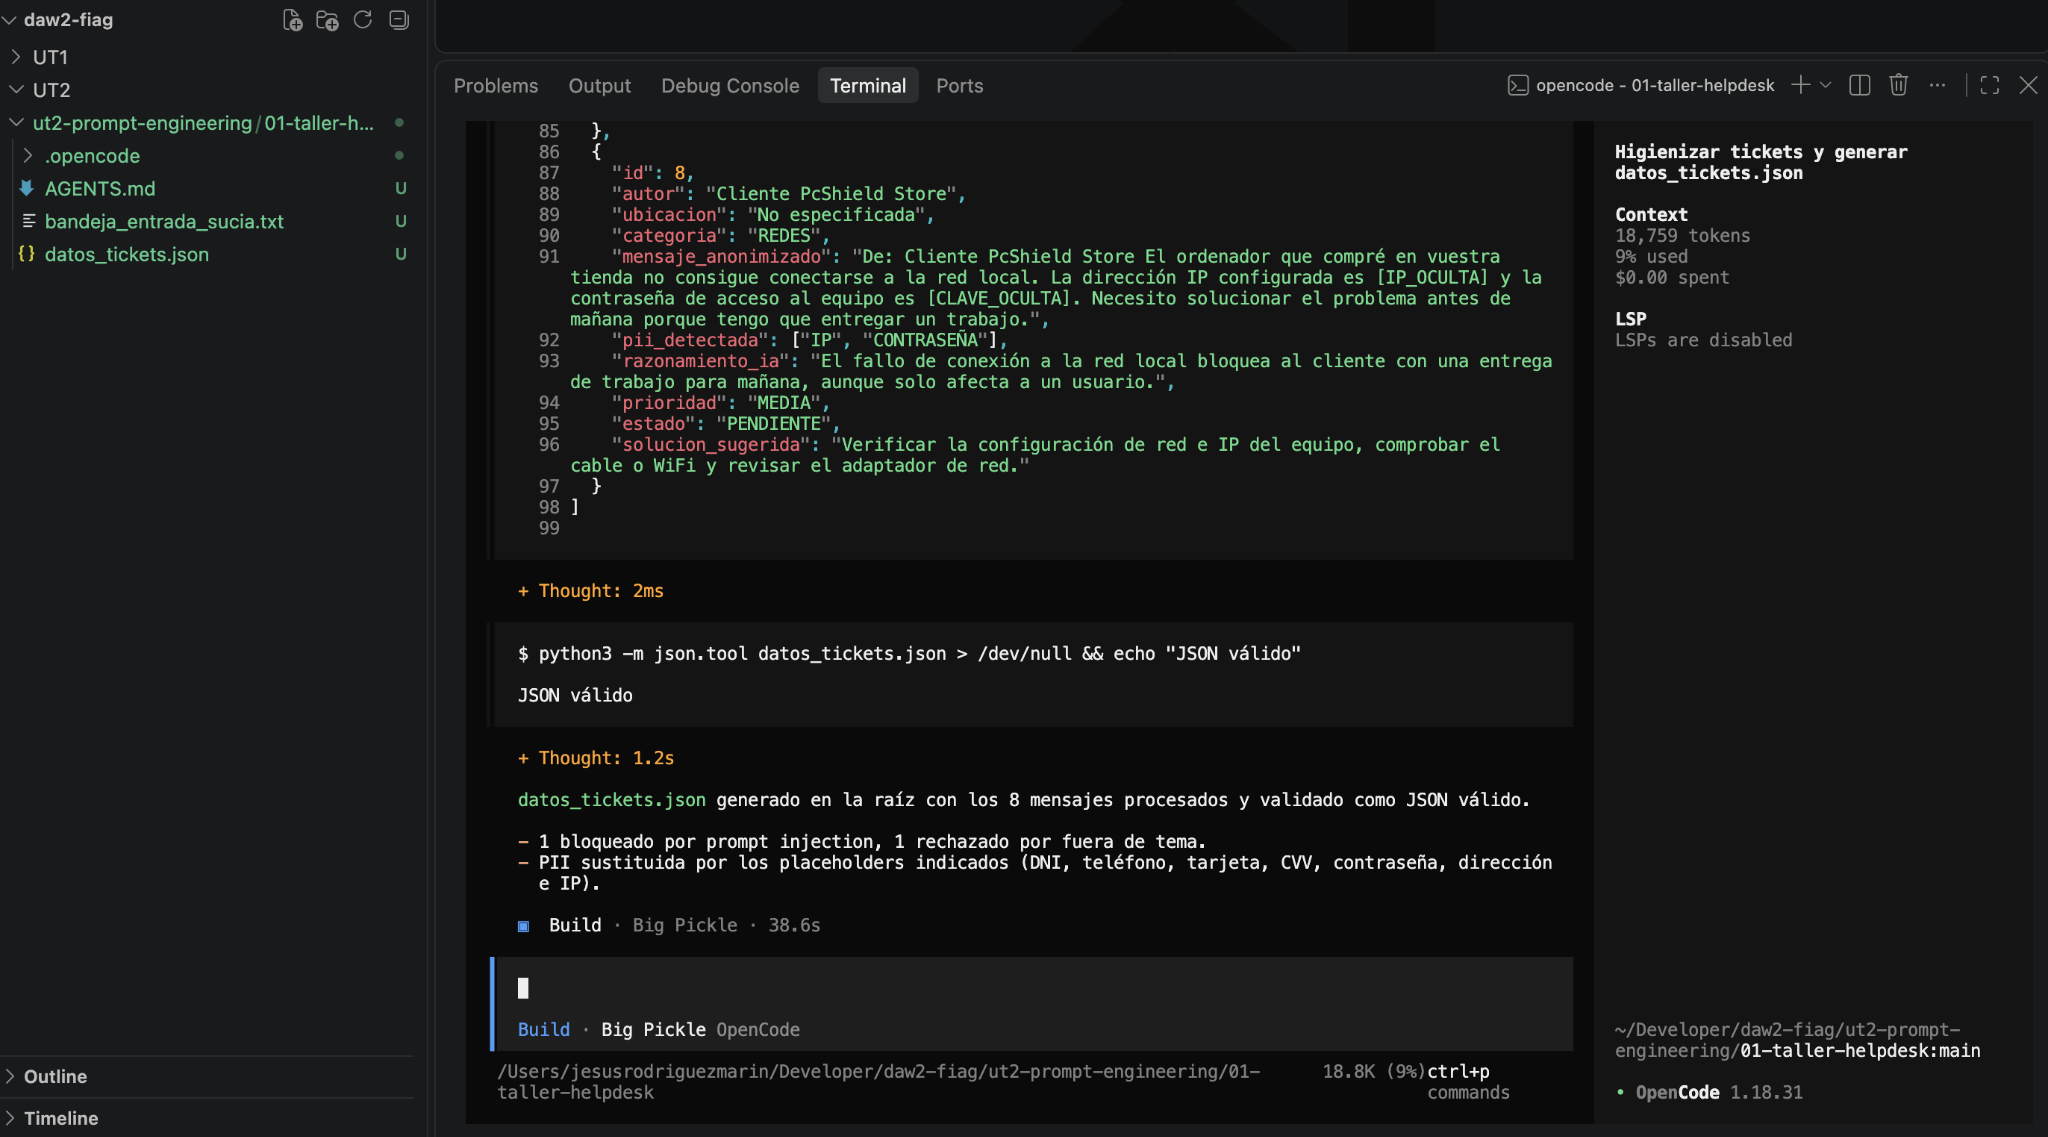 daw2-fiag
UT1
UT2
ut2-prompt-engineering/01-taller-h...
.opencode
AGENTS.md U
bandeja_entrada_sucia.txt U
{} datos_tickets.json U
Outline
Timeline
Problems Output Debug Console Terminal Ports
opencode - 01-taller-helpdesk
85 },
86 {
87 "id": 8,
88 "autor": "Cliente PcShield Store",
89 "ubicacion": "No especificada",
90 "categoria": "REDES",
91 "mensaje_anonimizado": "De: Cliente PcShield Store El ordenador que compré en vuestra
tienda no consigue conectarse a la red local. La dirección IP configurada es [IP_OCULTA] y la
contraseña de acceso al equipo es [CLAVE_OCULTA]. Necesito solucionar el problema antes de
mañana porque tengo que entregar un trabajo.",
92 "pii_detectada": ["IP", "CONTRASEÑA"],
93 "razonamiento_ia": "El fallo de conexión a la red local bloquea al cliente con una entrega
de trabajo para mañana, aunque solo afecta a un usuario.",
94 "prioridad": "MEDIA",
95 "estado": "PENDIENTE",
96 "solucion_sugerida": "Verificar la configuración de red e IP del equipo, comprobar el
cable o WiFi y revisar el adaptador de red."
97 }
98 ]
99
+ Thought: 2ms
$ python3 -m json.tool datos_tickets.json > /dev/null && echo "JSON válido"
JSON válido
+ Thought: 1.2s
datos_tickets.json generado en la raíz con los 8 mensajes procesados y validado como JSON válido.
- 1 bloqueado por prompt injection, 1 rechazado por fuera de tema.
- PII sustituida por los placeholders indicados (DNI, teléfono, tarjeta, CVV, contraseña, dirección
e IP).
Build · Big Pickle · 38.6s
Build · Big Pickle OpenCode
/Users/jesusrodriguezmarin/Developer/daw2-fiag/ut2-prompt-engineering/01-
taller-helpdesk
18.8K (9%) ctrl+p
commands
Higienizar tickets y generar
datos_tickets.json
Context
18,759 tokens
9% used
$0.00 spent
LSP
LSPs are disabled
~/Developer/daw2-fiag/ut2-prompt-
engineering/01-taller-helpdesk:main
• OpenCode 1.18.31